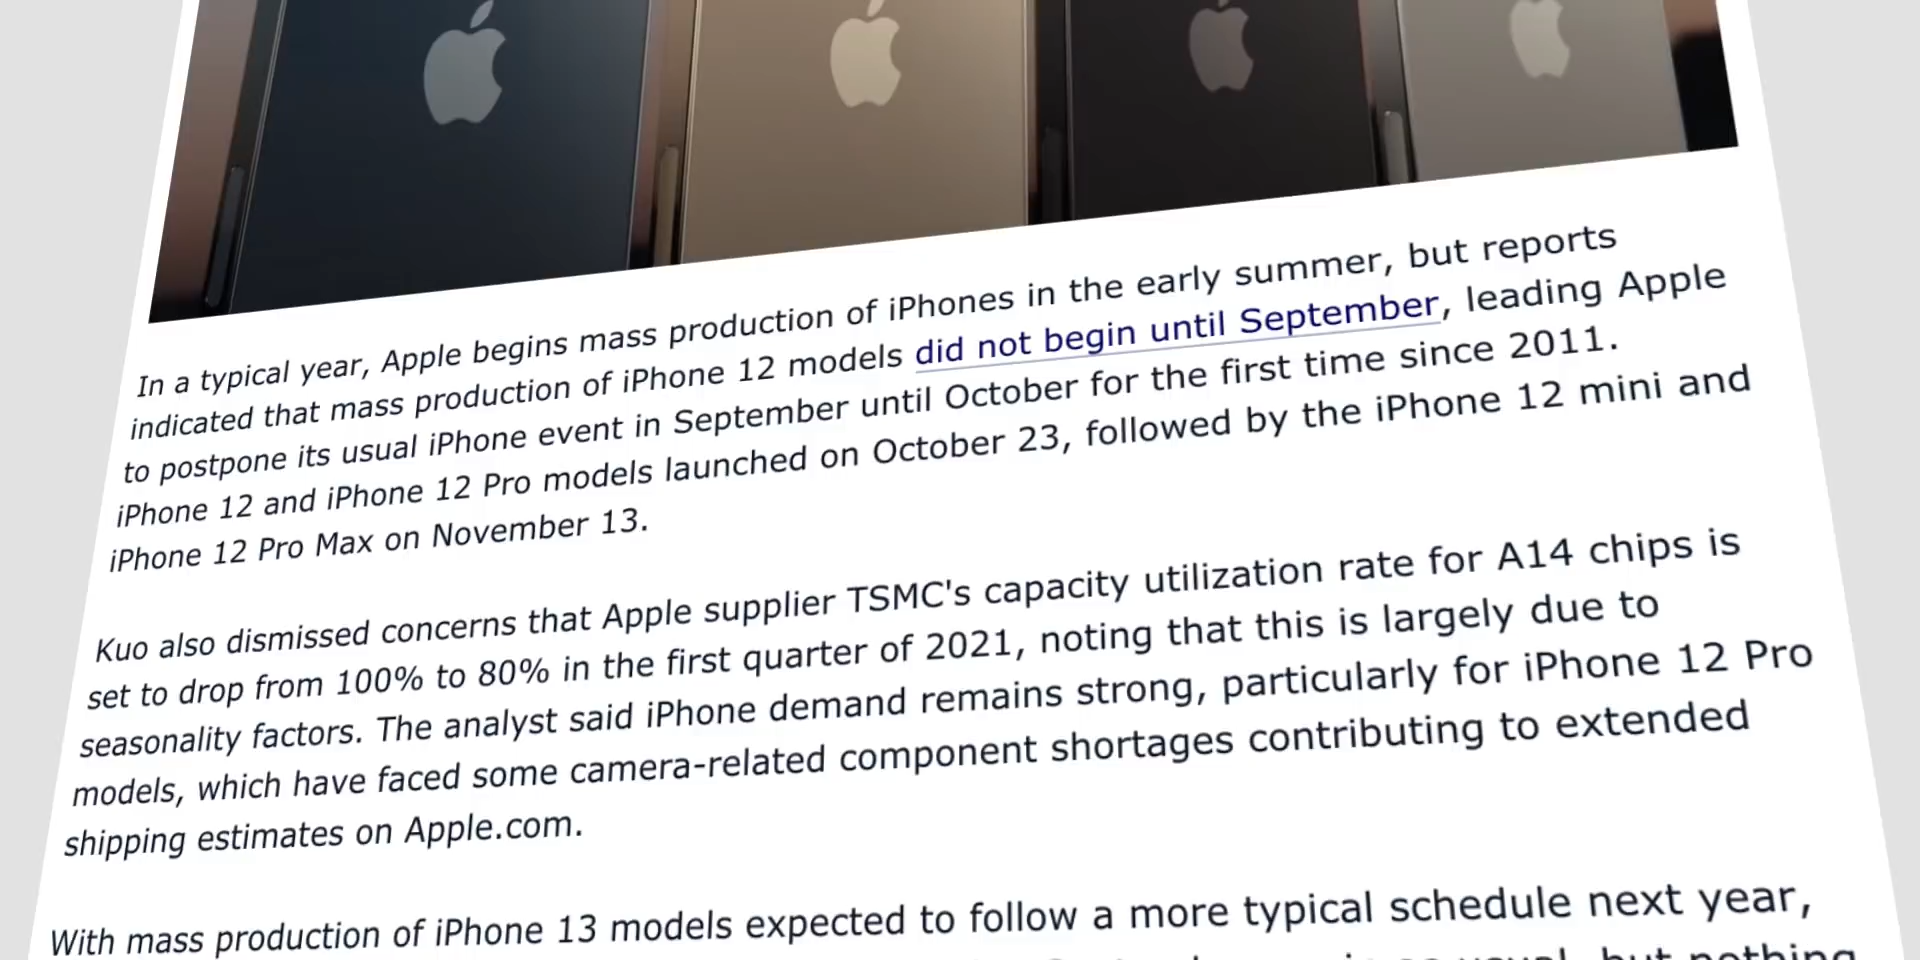 In a typical year, Apple begins mass production of iPhones in the early summer, but reports
indicated that mass production of iPhone 12 models did not begin until September, leading Apple
to postpone its usual iPhone event in September until October for the first time since 2011.
iPhone 12 and iPhone 12 Pro models launched on October 23, followed by the iPhone 12 mini and
iPhone 12 Pro Max on November 13.
Kuo also dismissed concerns that Apple supplier TSMC's capacity utilization rate for A14 chips is
set to drop from 100% to 80% in the first quarter of 2021, noting that this is largely due to
seasonality factors. The analyst said iPhone demand remains strong, particularly for iPhone 12 Pro
models, which have faced some camera-related component shortages contributing to extended
shipping estimates on Apple.com.
With mass production of iPhone 13 models expected to follow a more typical schedule next year,
usual, but nothing